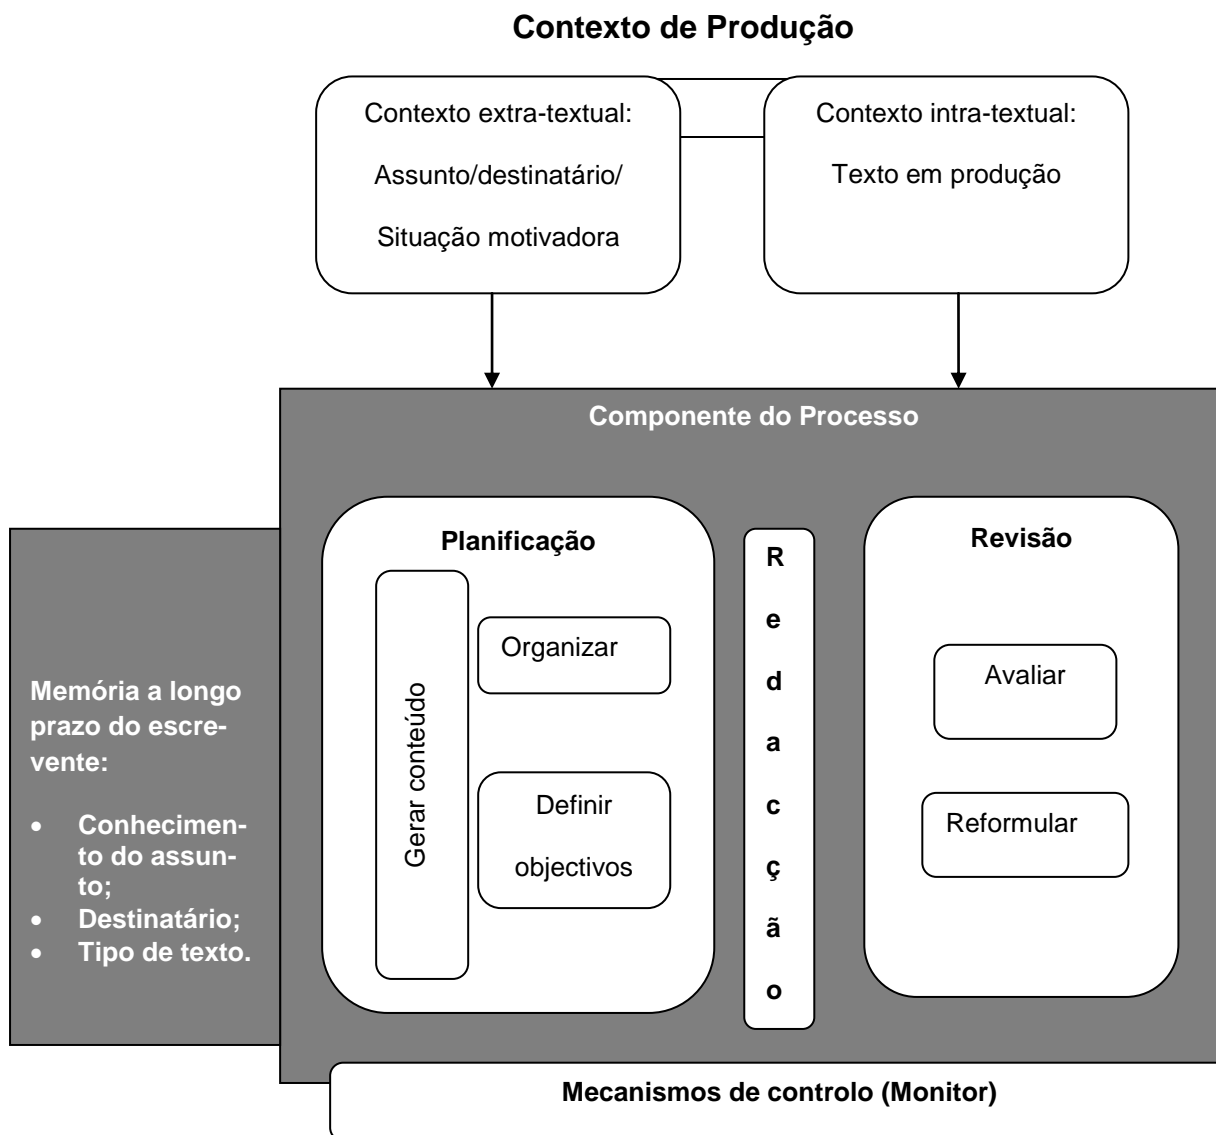 Contexto de Produção
Contexto extra-textual:
Assunto/destinatário/
Situação motivadora
Contexto intra-textual:
Texto em produção
Componente do Processo
Memória a longo
prazo do escre-
vente:
• Conhecimen-
to do assun-
to;
• Destinatário;
• Tipo de texto.
Planificação
Gerar conteúdo
Organizar
Definir
objectivos
R
e
d
a
c
ç
ã
o
Revisão
Avaliar
Reformular
Mecanismos de controlo (Monitor)